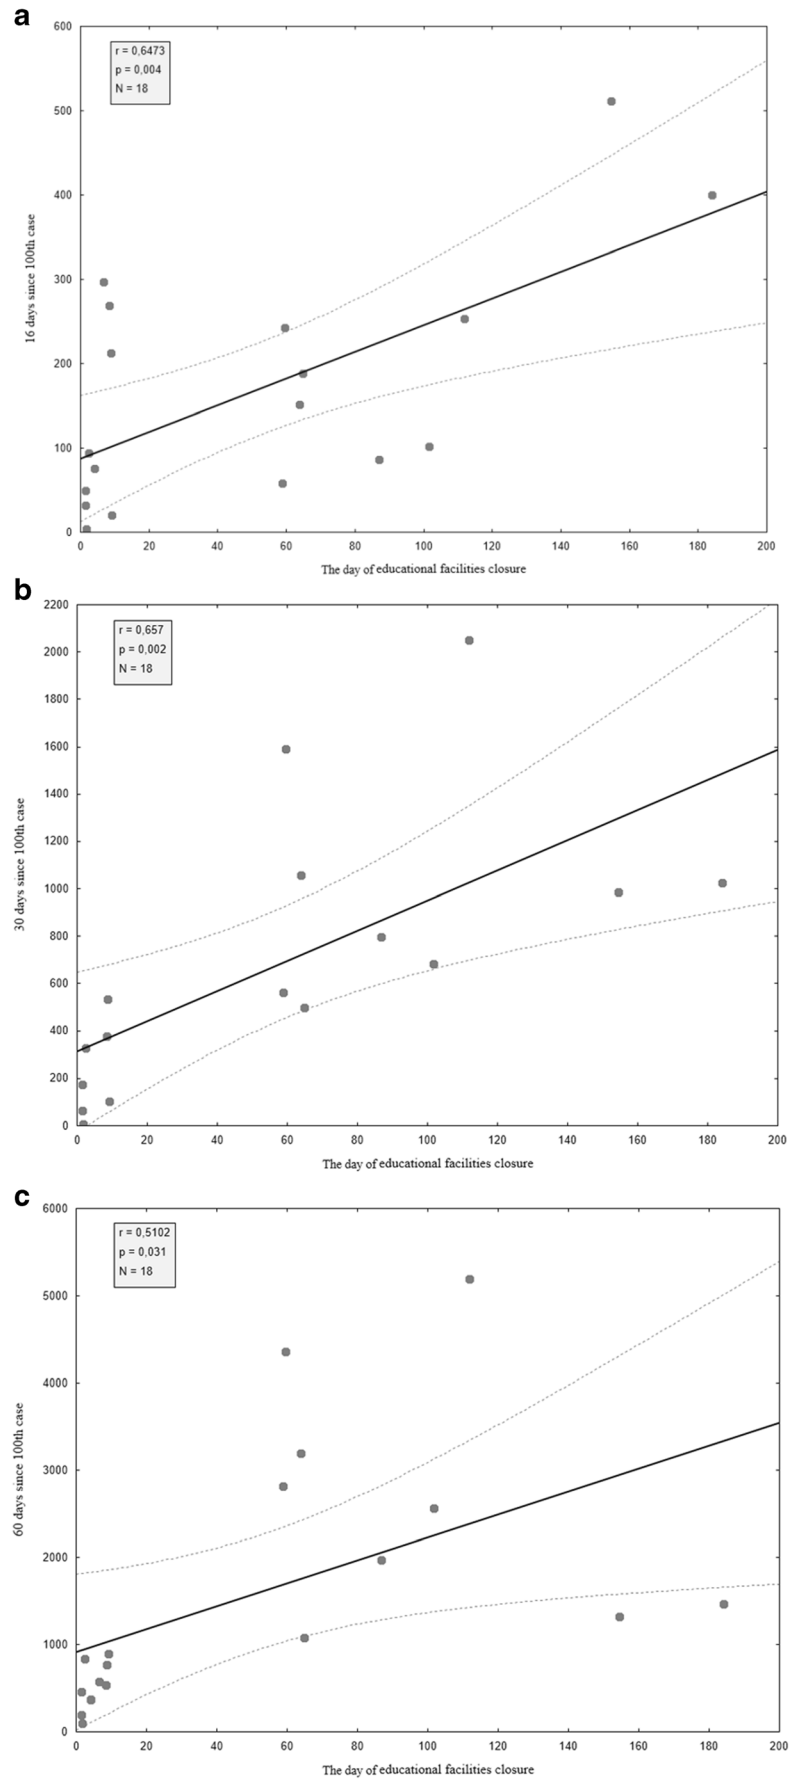 a
600
500
400
300
200
100
0
r = 0,6473
p = 0,004
N = 18
16 days since 100th case
0 20 40 60 80 100 120 140 160 180 200
The day of educational facilities closure
b
2200
2000
1800
1600
1400
1200
1000
800
600
400
200
0
r = 0,657
p = 0,002
N = 18
30 days since 100th case
0 20 40 60 80 100 120 140 160 180 200
The day of educational facilities closure
c
6000
5000
4000
3000
2000
1000
0
r = 0,5102
p = 0,031
N = 18
60 days since 100th case
0 20 40 60 80 100 120 140 160 180 200
The day of educational facilities closure